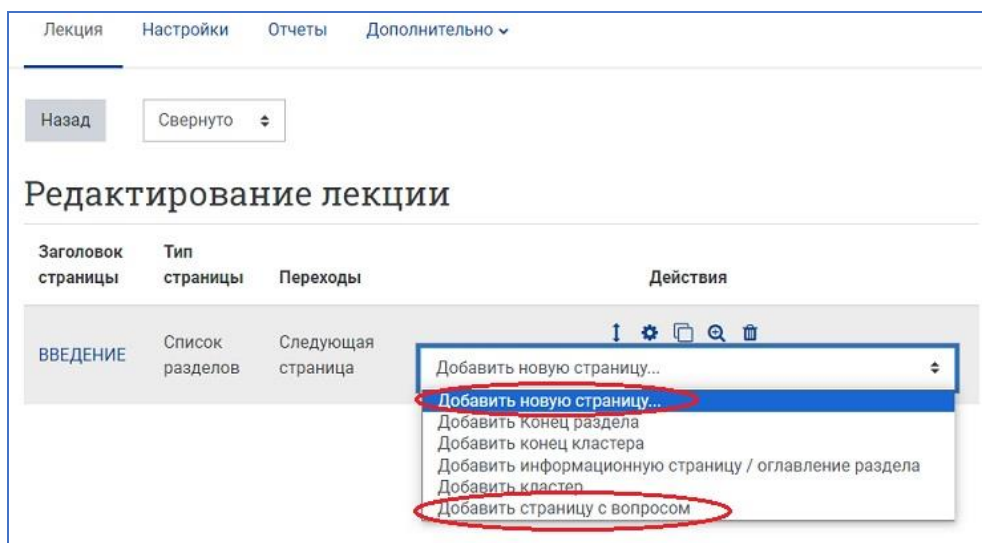 Лекция Настройки Отчеты Дополнительно
Назад Свернуто
Редактирование лекции
Заголовок страницы Тип страницы Переходы Действия
ВВЕДЕНИЕ Список разделов Следующая страница
Добавить новую страницу...
Добавить новую страницу...
Добавить Конец раздела
Добавить конец кластера
Добавить информационную страницу / оглавление раздела
Добавить кластер
Добавить страницу с вопросом